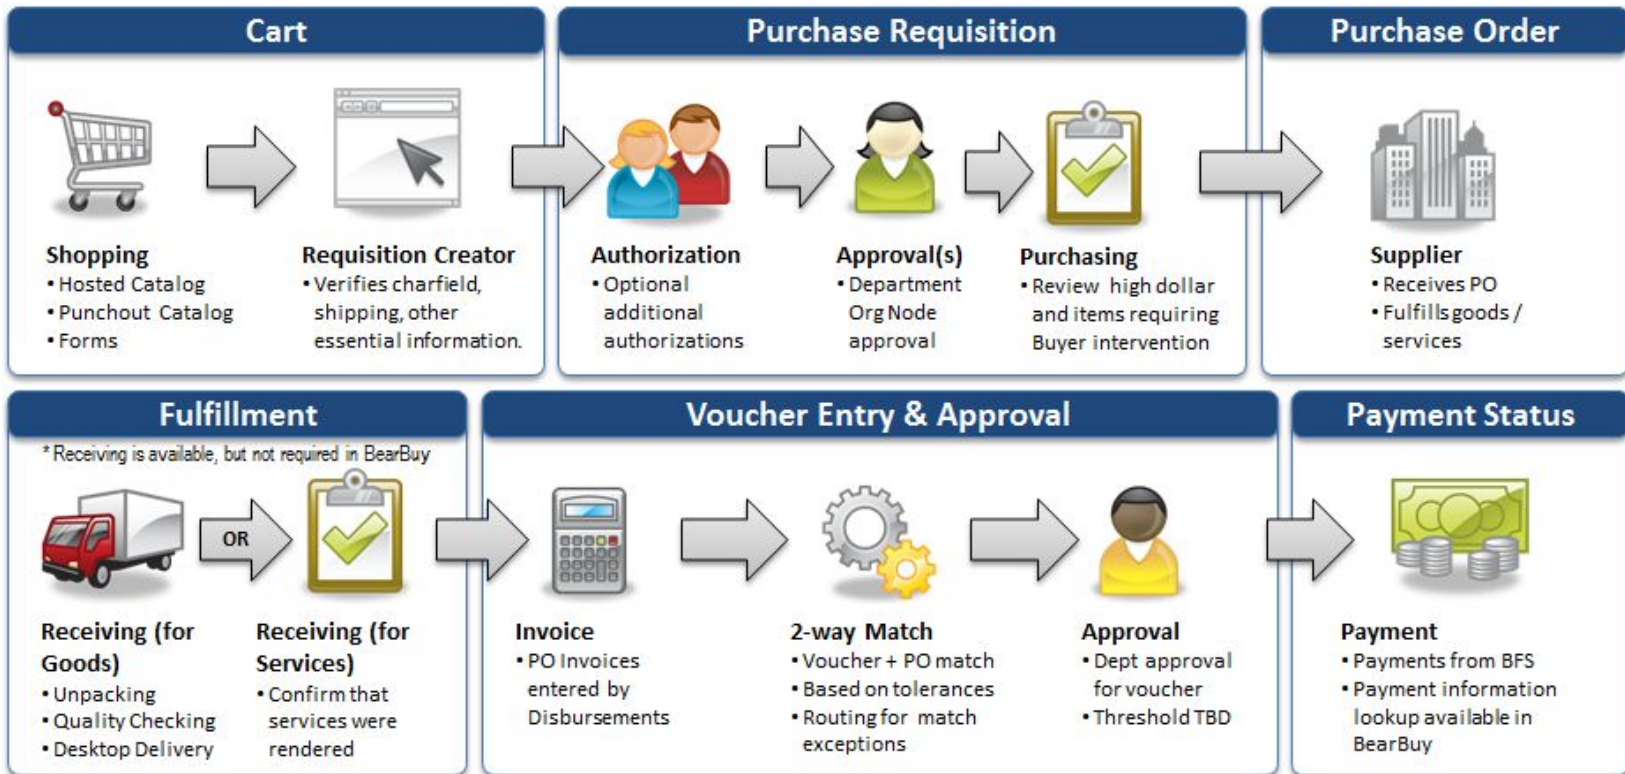 Cart
Shopping
• Hosted Catalog
• Punchout Catalog
• Forms
Requisition Creator
• Verifies charfield,
shipping, other
essential information.
Purchase Requisition
Authorization
• Optional
additional
authorizations
Approval(s)
• Department
Org Node
approval
Purchasing
• Review high dollar
and items requiring
Buyer intervention
Purchase Order
Supplier
• Receives PO
• Fulfills goods /
services
Fulfillment
* Receiving is available, but not required in BearBuy
OR
Receiving (for
Goods)
• Unpacking
• Quality Checking
• Desktop Delivery
Receiving (for
Services)
• Confirm that
services were
rendered
Voucher Entry & Approval
Invoice
• PO Invoices
entered by
Disbursements
2-way Match
• Voucher + PO match
• Based on tolerances
• Routing for match
exceptions
Approval
• Dept approval
for voucher
• Threshold TBD
Payment Status
Payment
• Payments from BFS
• Payment information
lookup available in
BearBuy